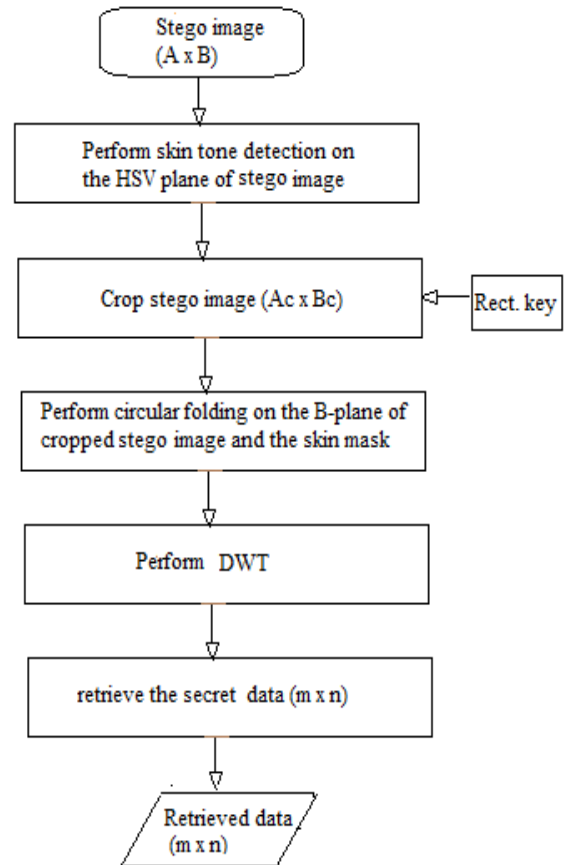 Stego image
(A x B)
Perform skin tone detection on
the HSV plane of stego image
Crop stego image (Ac x Bc)
Rect. key
Perform circular folding on the B-plane of
cropped stego image and the skin mask
Perform DWT
retrieve the secret data (m x n)
Retrieved data
(m x n)